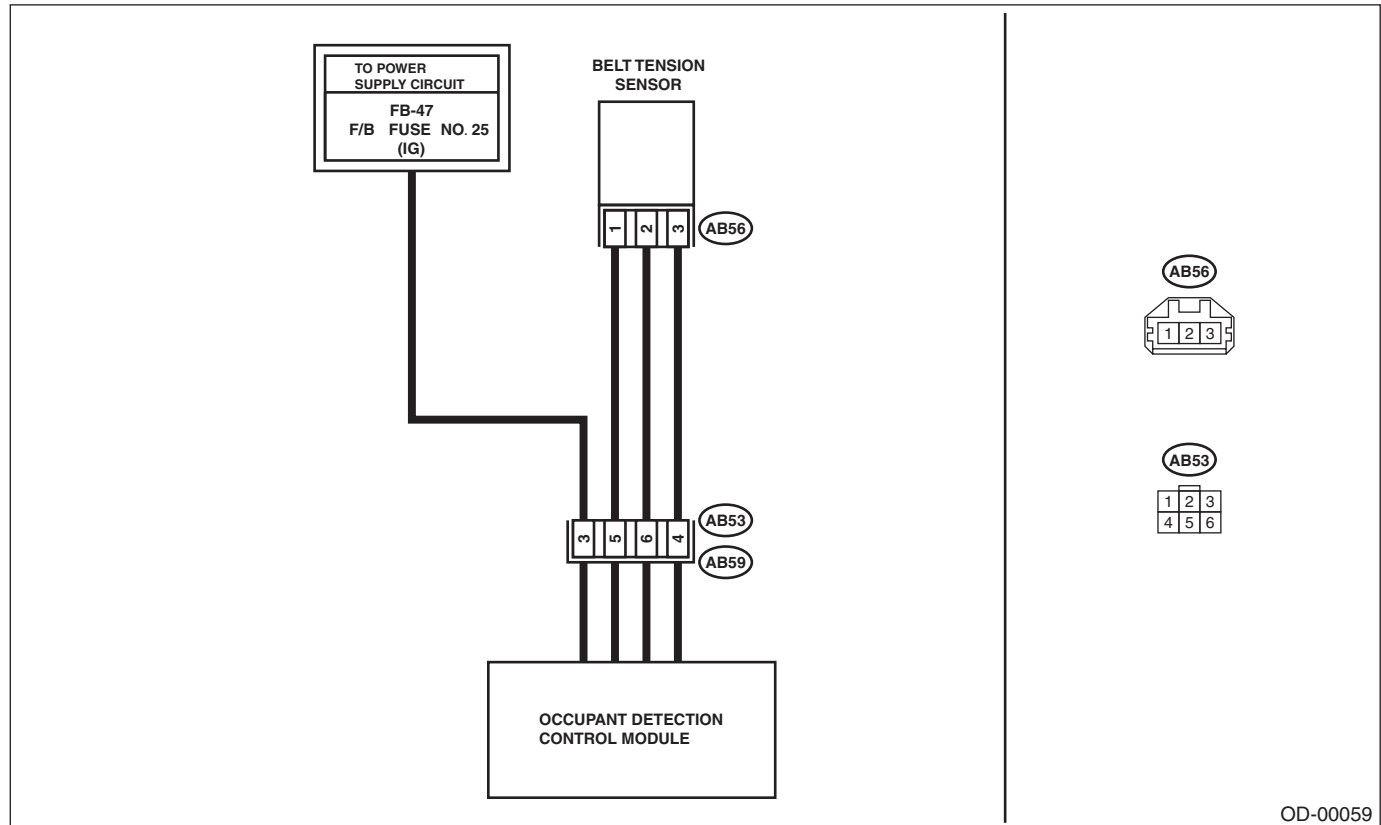 TO POWER
SUPPLY CIRCUIT
FB-47
F/B FUSE NO. 25
(IG)
BELT TENSION
SENSOR
1 2 3
AB56
3 5 6 4
AB53
AB59
OCCUPANT DETECTION
CONTROL MODULE
AB56
1 2 3
AB53
1 2 3
4 5 6
OD-00059